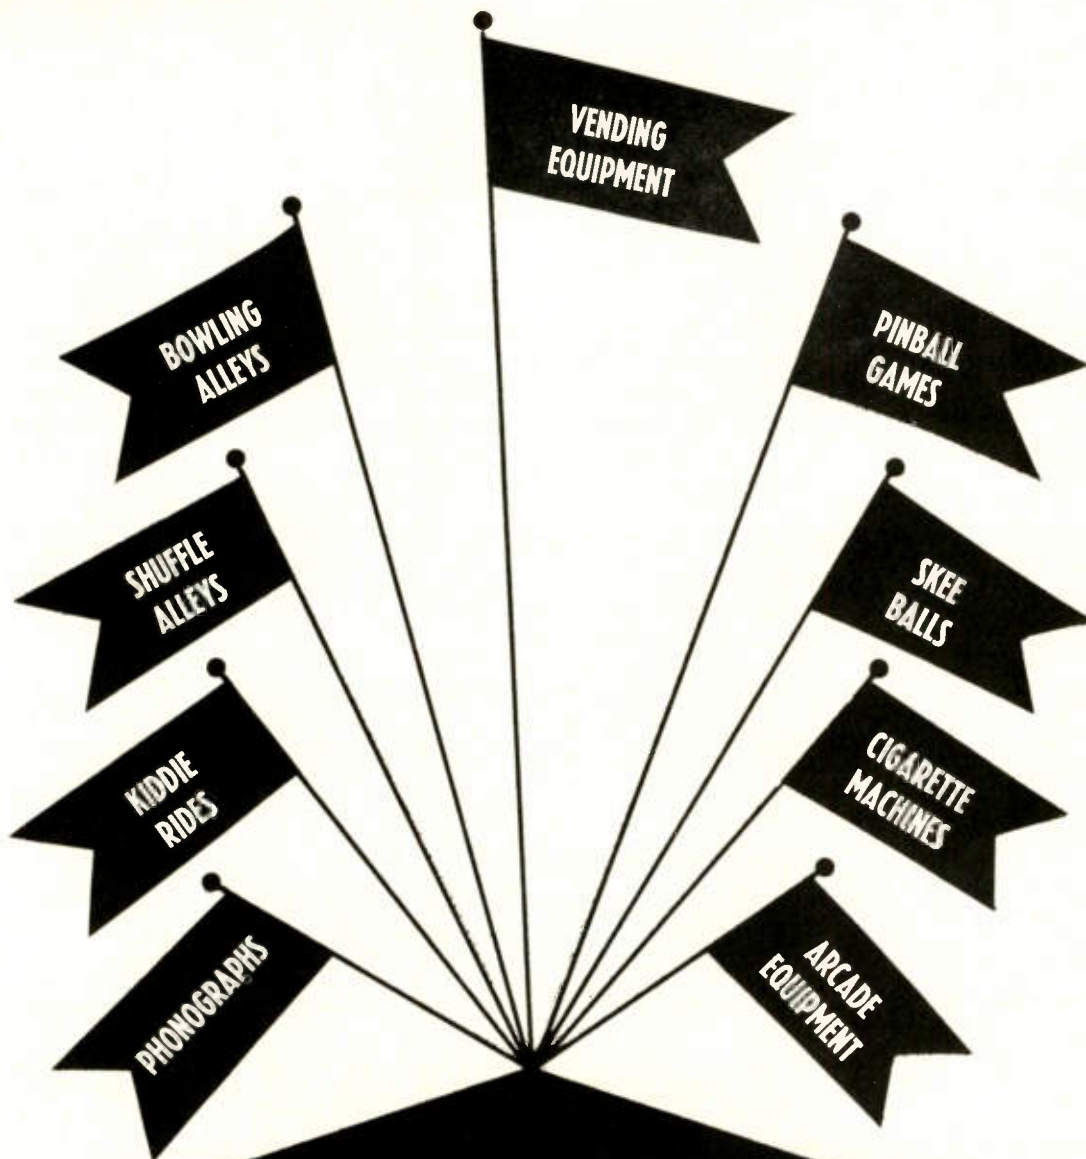 VENDING
EQUIPMENT
BOWLING
ALLEYS
PINBALL
GAMES
SHUFFLE
ALLEYS
SKEE
BALLS
KIDDIE
RIDES
CIGARETTE
MACHINES
PHONOGRAPHS
ARCADE
EQUIPMENT